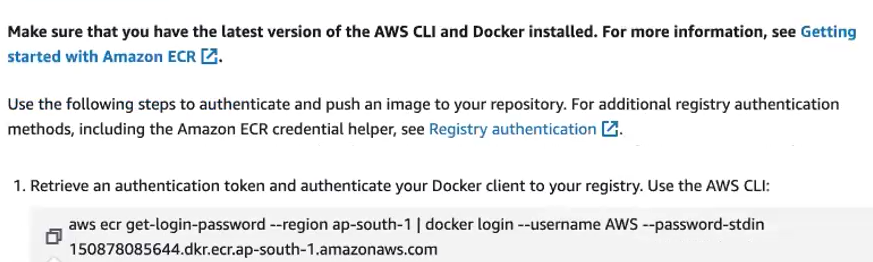 Make sure that you have the latest version of the AWS CLI and Docker installed. For more information, see Getting
started with Amazon ECR.
Use the following steps to authenticate and push an image to your repository. For additional registry authentication
methods, including the Amazon ECR credential helper, see Registry authentication.
1. Retrieve an authentication token and authenticate your Docker client to your registry. Use the AWS CLI:
aws ecr get-login-password --region ap-south-1 | docker login --username AWS --password-stdin
150878085644.dkr.ecr.ap-south-1.amazonaws.com